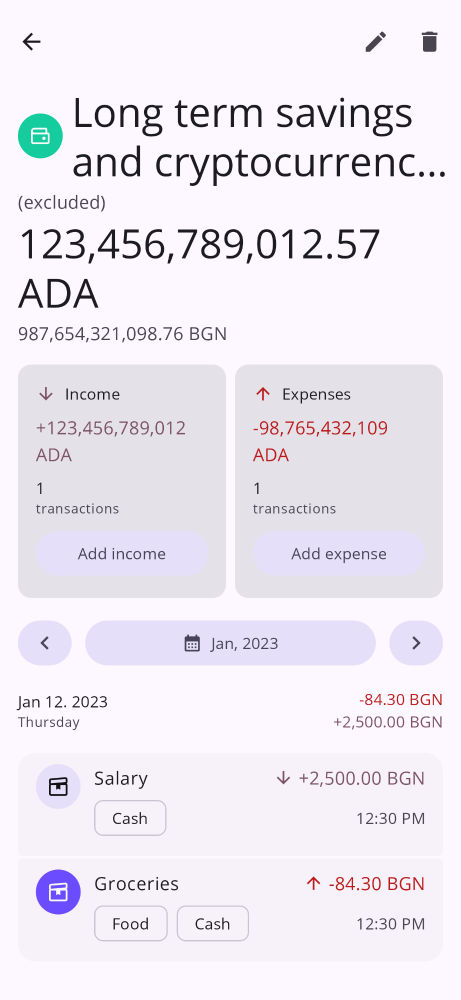 Long term savings
and cryptocurrenc...
(excluded)
123,456,789,012.57
ADA
987,654,321,098.76 BGN
Income
+123,456,789,012
ADA
1
transactions
Add income
Expenses
-98,765,432,109
ADA
1
transactions
Add expense
Jan, 2023
Jan 12. 2023
Thursday
-84.30 BGN
+2,500.00 BGN
Salary
+2,500.00 BGN
Cash
12:30 PM
Groceries
-84.30 BGN
Food
Cash
12:30 PM